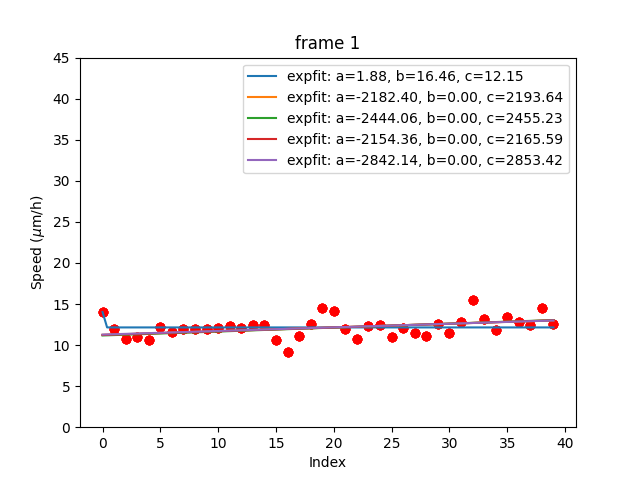 frame 1
45
40
35
30
25
20
15
10
5
0
Speed (μm/h)
expfit: a=1.88, b=16.46, c=12.15
expfit: a=-2182.40, b=0.00, c=2193.64
expfit: a=-2444.06, b=0.00, c=2455.23
expfit: a=-2154.36, b=0.00, c=2165.59
expfit: a=-2842.14, b=0.00, c=2853.42
0 5 10 15 20 25 30 35 40
Index